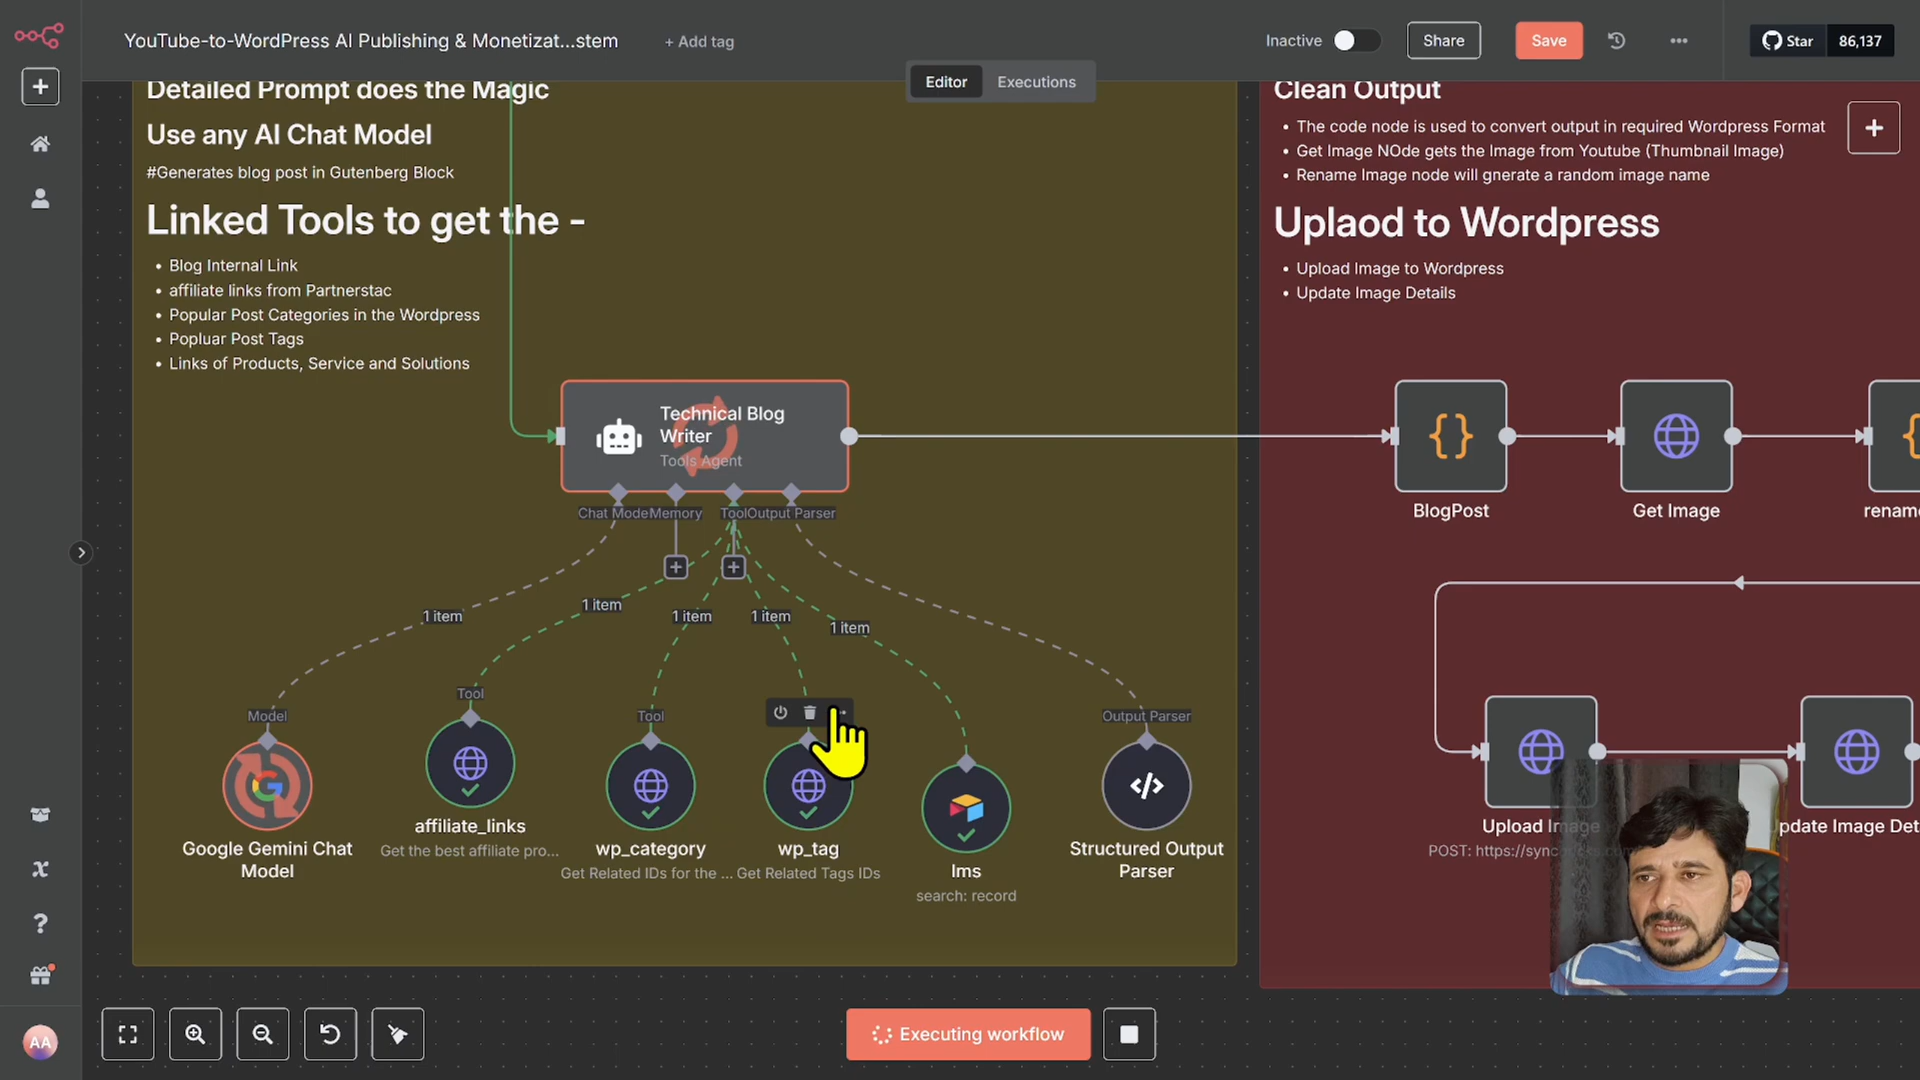 YouTube-to-WordPress AI Publishing & Monetizat...stem
+ Add tag
Inactive
Share
Save
Star
86,137
Editor
Executions
Detailed Prompt does the Magic
Use any AI Chat Model
#Generates blog post in Gutenberg Block
Linked Tools to get the -
• Blog Internal Link
• affiliate links from Partnerstac
• Popular Post Categories in the Wordpress
• Popluar Post Tags
• Links of Products, Service and Solutions
Clean Output
• The code node is used to convert output in required Wordpress Format
• Get Image NOde gets the Image from Youtube (Thumbnail Image)
• Rename Image node will gnerate a random image name
Uplaod to Wordpress
• Upload Image to Wordpress
• Update Image Details
Technical Blog
Writer
Tools Agent
Chat Mode
Memory
Tool
Output Parser
BlogPost
Get Image
renam
1 item
1 item
1 item
1 item
1 item
Model
Tool
Tool
Output Parser
Google Gemini Chat
Model
affiliate_links
Get the best affiliate pro...
wp_category
Get Related IDs for the ...
wp_tag
Get Related Tags IDs
lms
search: record
Structured Output
Parser
Upload
POST: https://sync
pdate Image Det
AA
Executing workflow